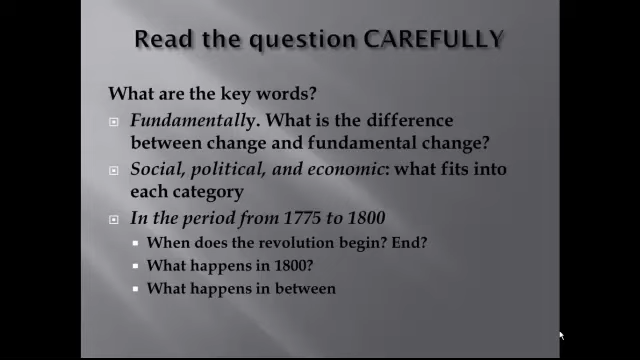 Read the question CAREFULLY
What are the key words?
Fundamentally. What is the difference
between change and fundamental change?
Social, political, and economic: what fits into
each category
In the period from 1775 to 1800
When does the revolution begin? End?
What happens in 1800?
What happens in between